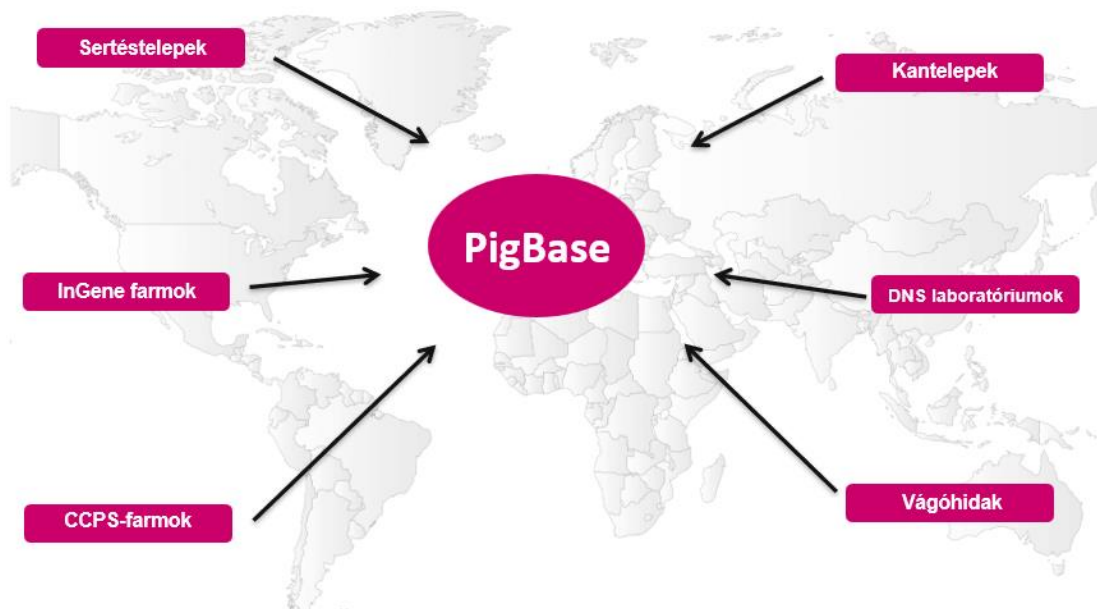 Sertéstelepek
Kantelepek
PigBase
InGene farmok
DNS laboratóriumok
CCPS-farmok
Vágóhidak